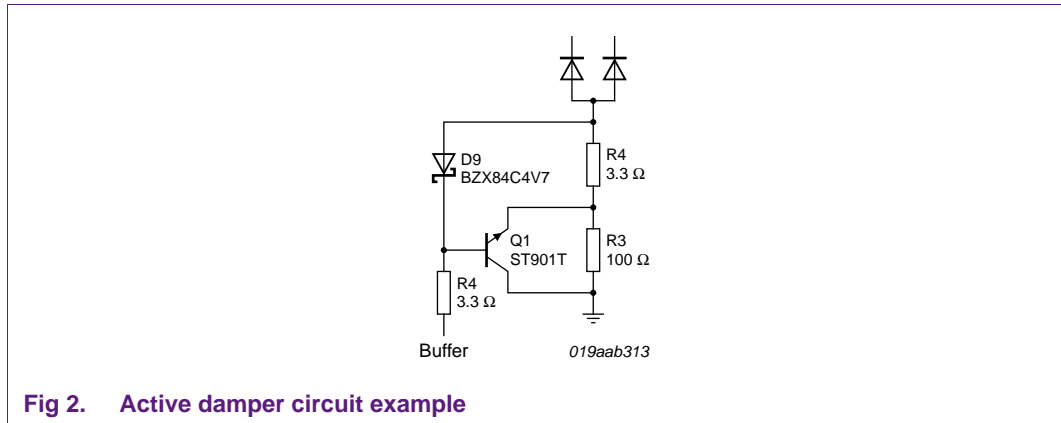 R4
3.3 Ω
D9
BZX84C4V7
Q1
ST901T
R3
100 Ω
R4
3.3 Ω
Buffer
019aab313
Fig 2. Active damper circuit example